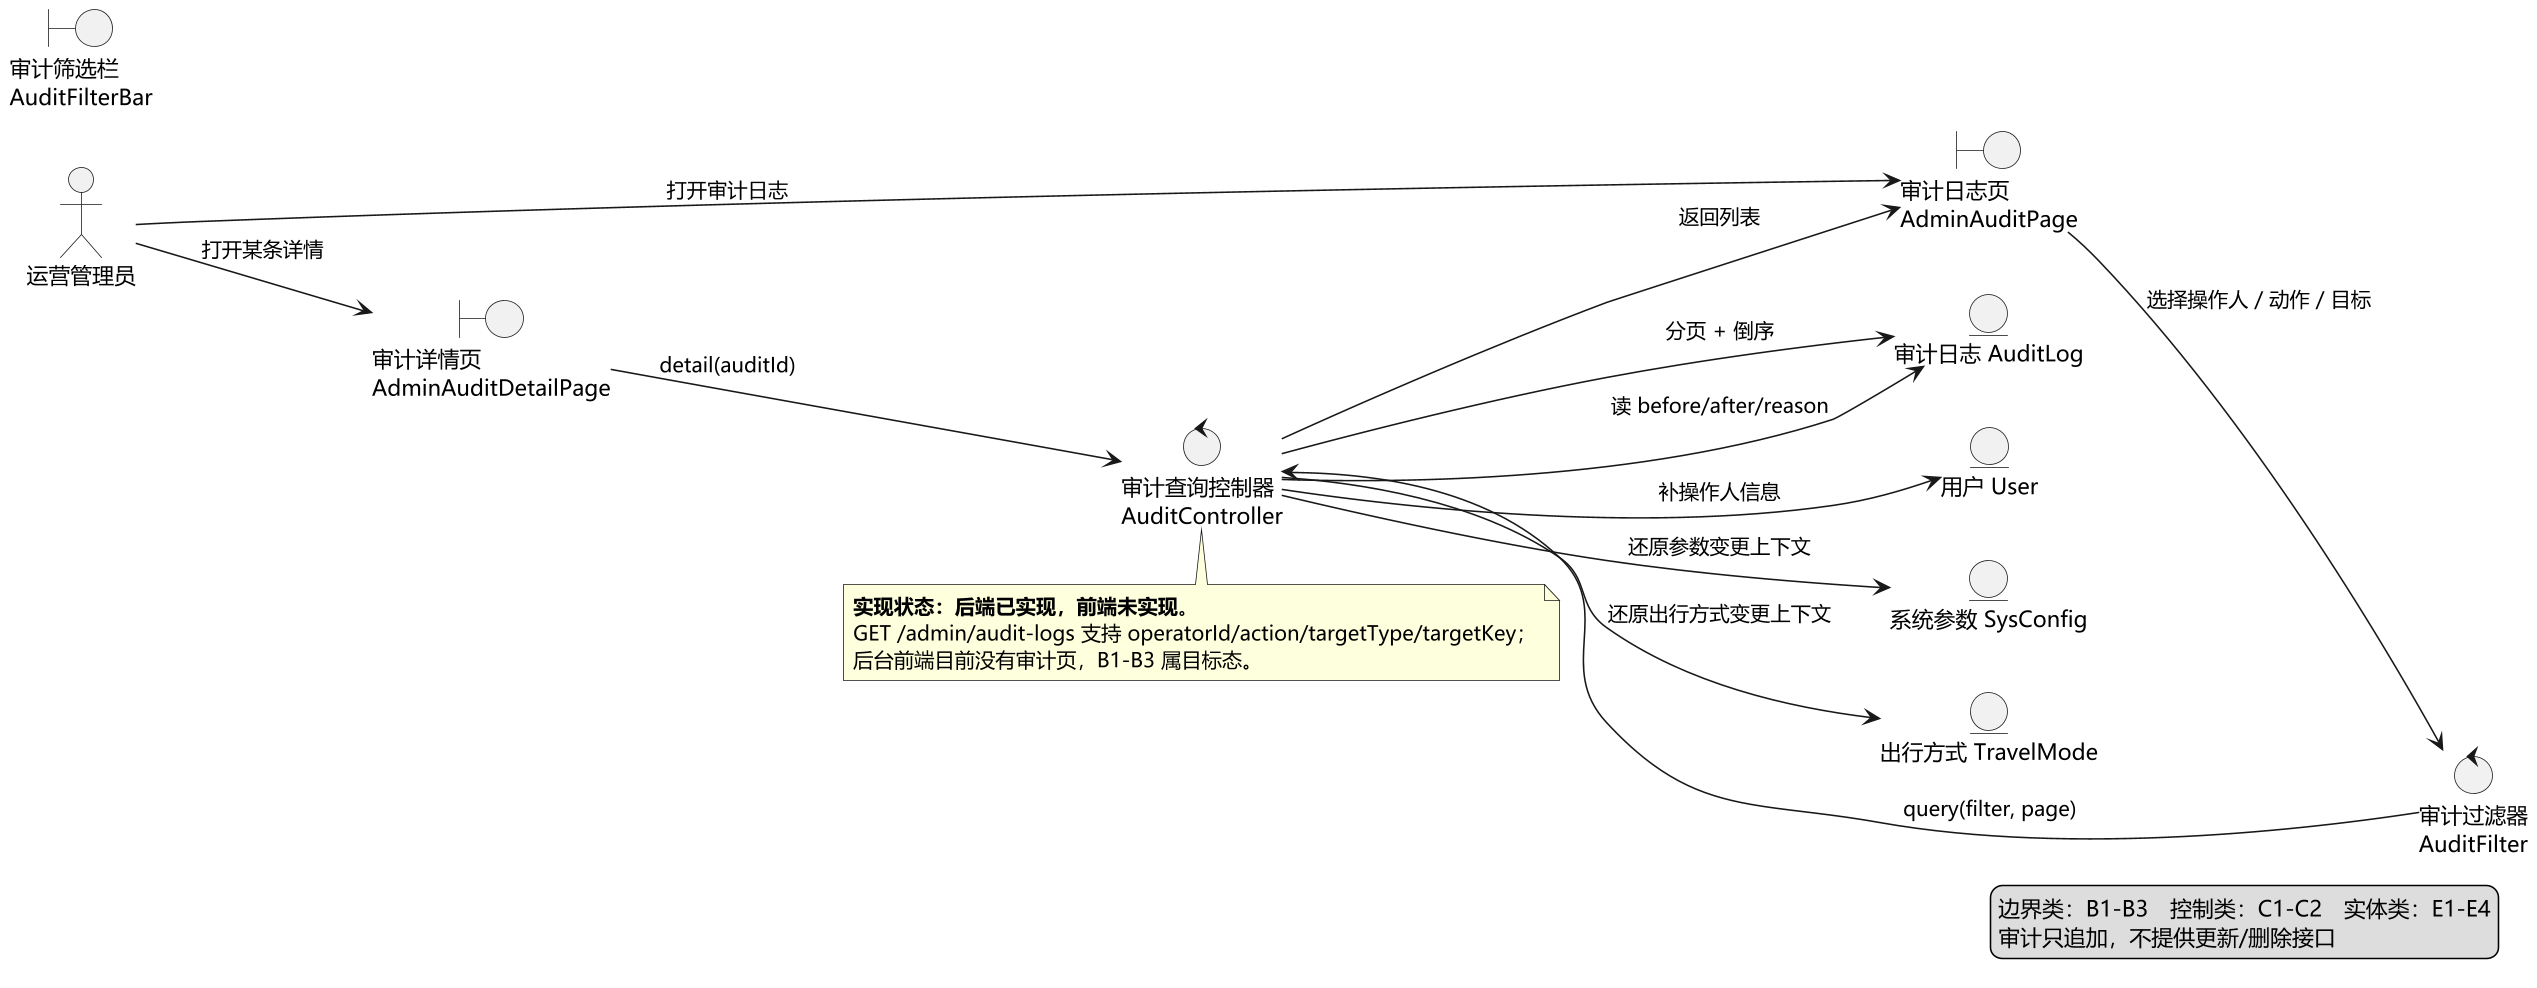 审计筛选栏
AuditFilterBar
运营管理员
打开审计日志
打开某条详情
审计日志页
AdminAuditPage
返回列表
选择操作人 / 动作 / 目标
审计详情页
AdminAuditDetailPage
detail(auditId)
分页 + 倒序
审计日志 AuditLog
读 before/after/reason
审计查询控制器
AuditController
补操作人信息
用户 User
还原参数变更上下文
系统参数 SysConfig
还原出行方式变更上下文
出行方式 TravelMode
实现状态：后端已实现，前端未实现。
GET /admin/audit-logs 支持 operatorId/action/targetType/targetKey；
后台前端目前没有审计页，B1-B3 属目标态。
query(filter, page)
审计过滤器
AuditFilter
边界类：B1-B3　控制类：C1-C2　实体类：E1-E4
审计只追加，不提供更新/删除接口